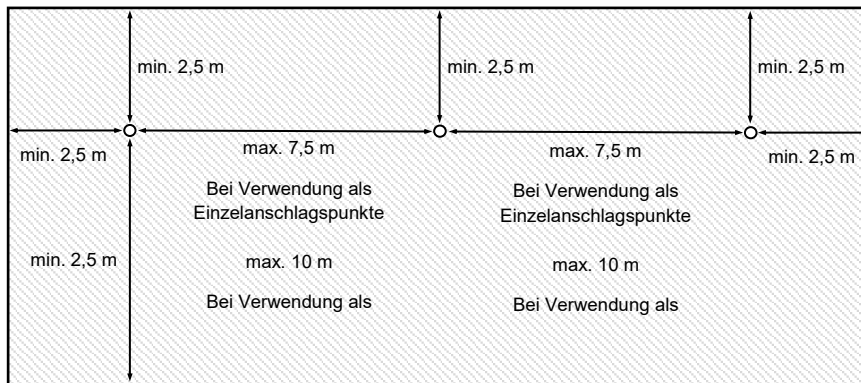 min. 2,5 m
min. 2,5 m
min. 2,5 m
min. 2,5 m
max. 7,5 m
max. 7,5 m
min. 2,5 m
Bei Verwendung als
Einzelanschlagspunkte
Bei Verwendung als
Einzelanschlagspunkte
min. 2,5 m
max. 10 m
max. 10 m
Bei Verwendung als
Bei Verwendung als